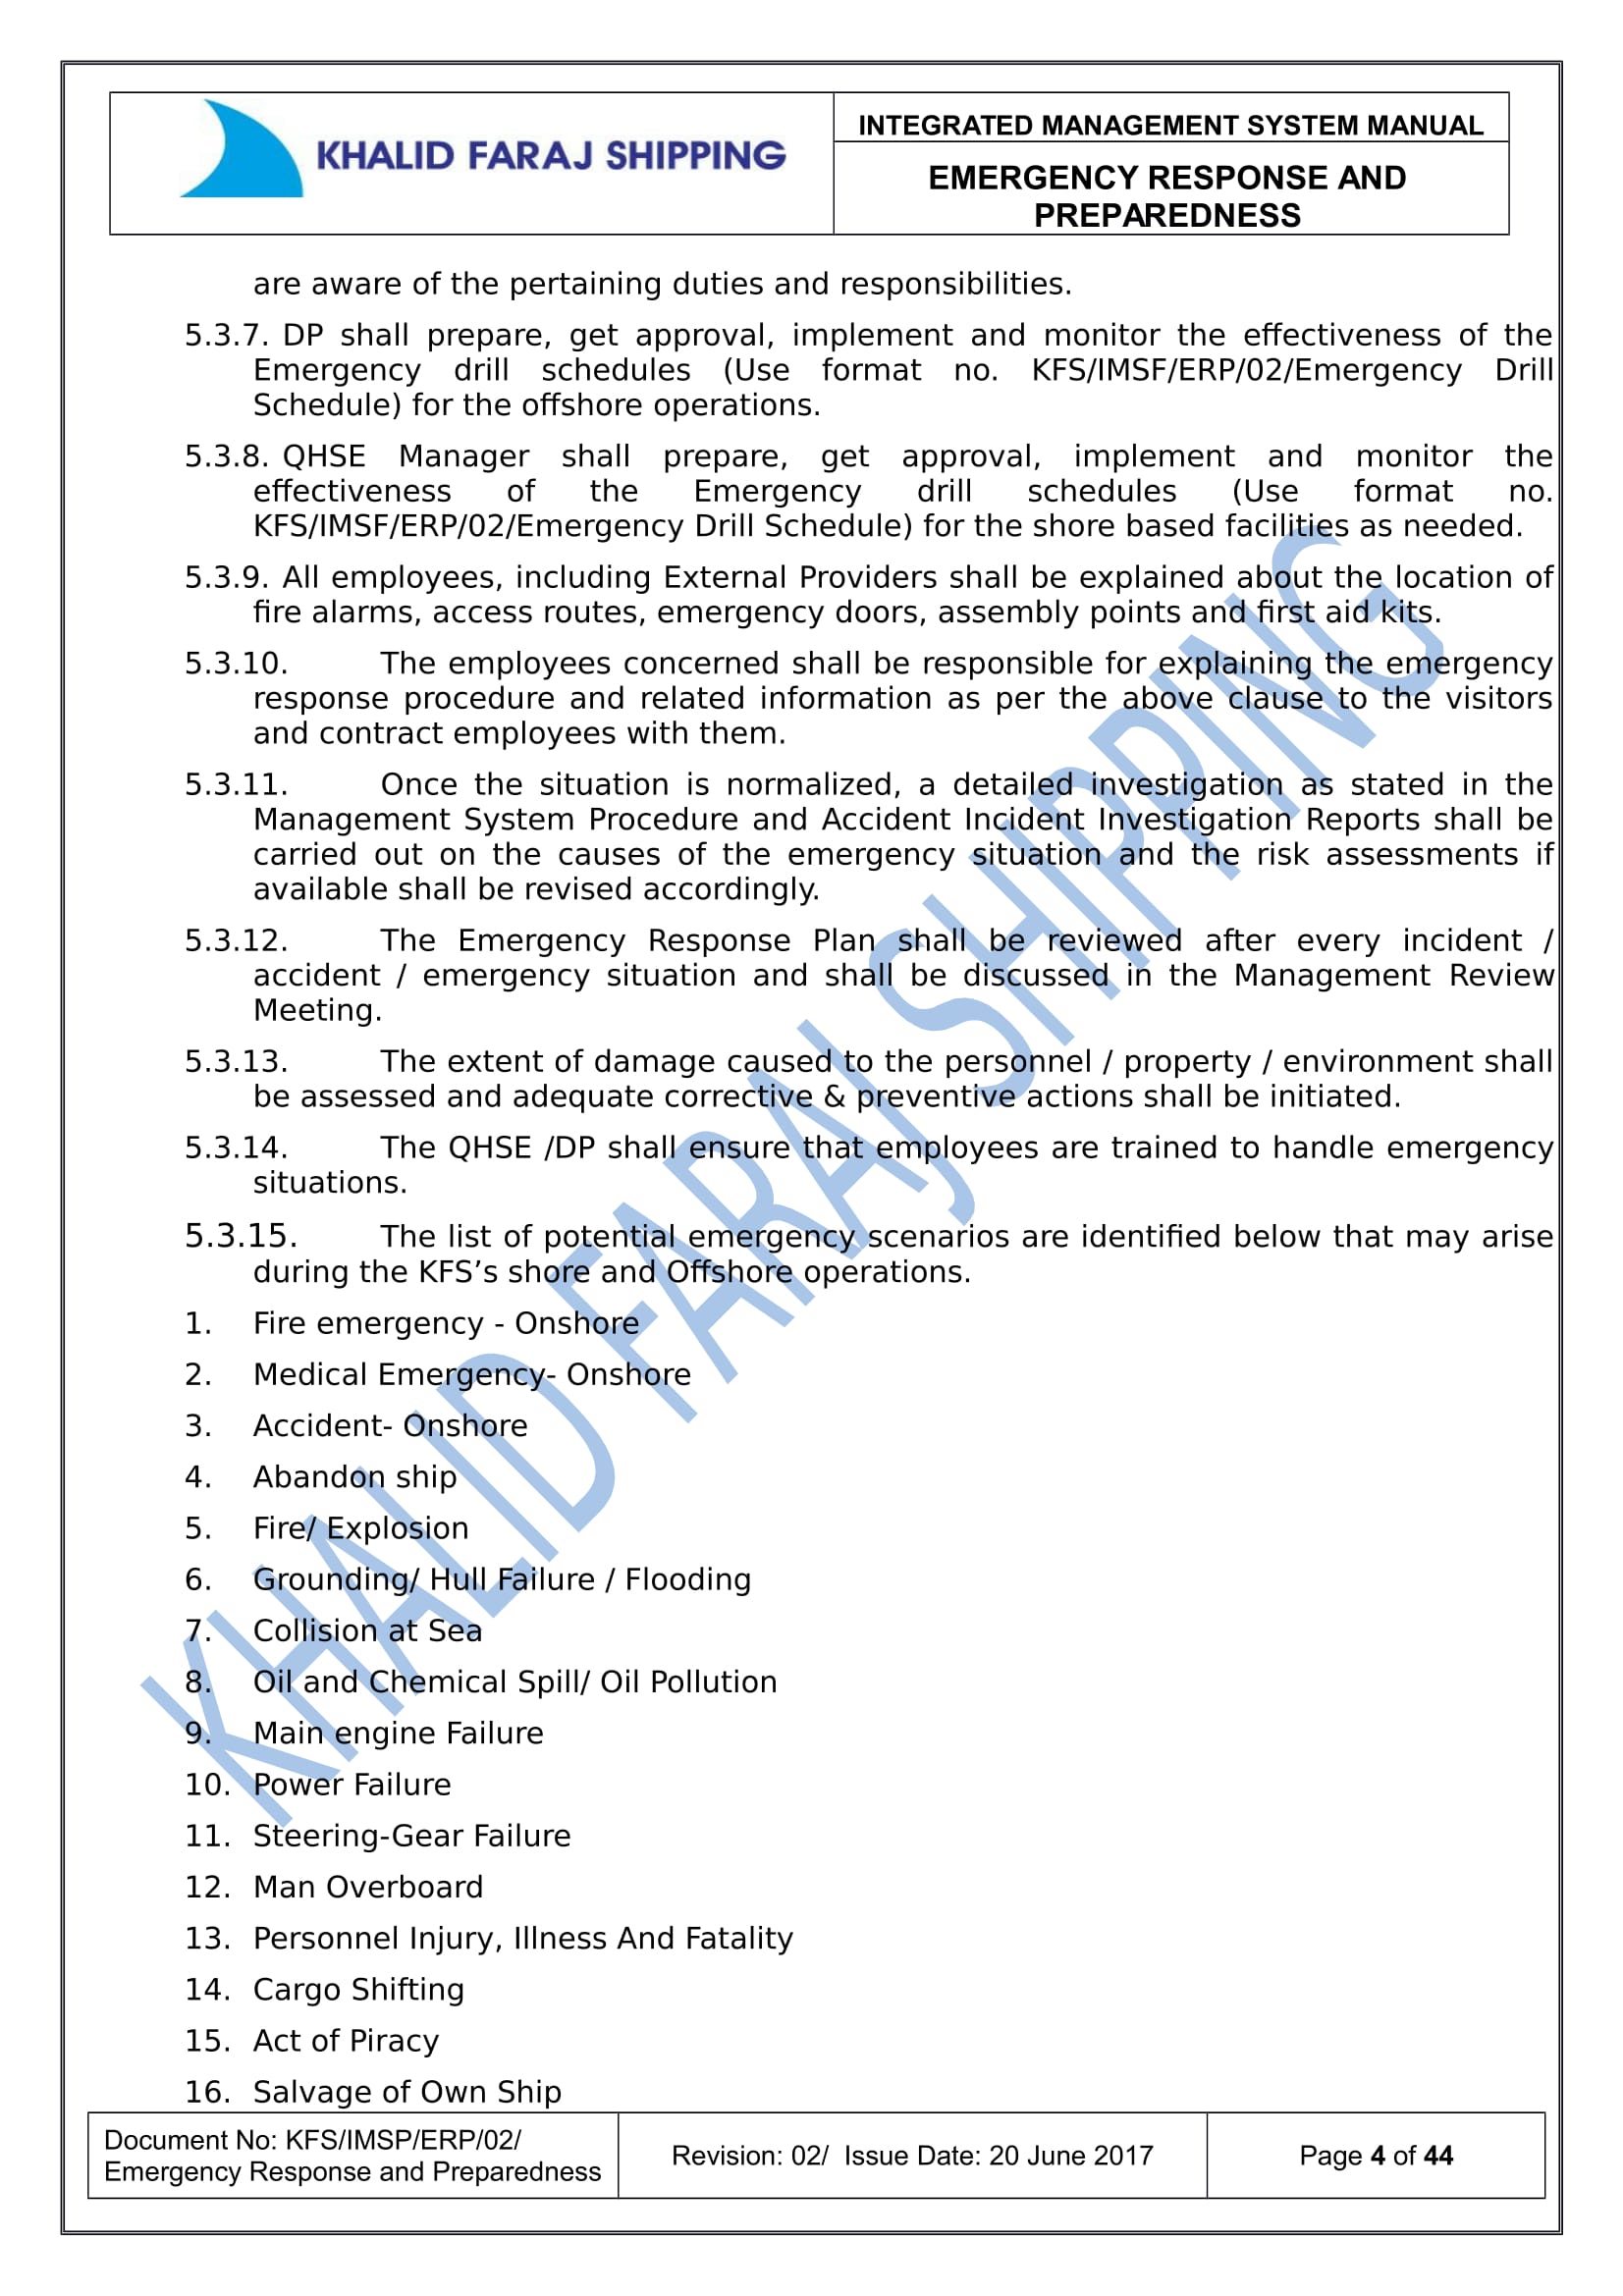 KHALID FARAJ SHIPPING
INTEGRATED MANAGEMENT SYSTEM MANUAL
EMERGENCY RESPONSE AND
PREPAREDNESS
are aware of the pertaining duties and responsibilities.
5.3.7. DP shall prepare, get approval, implement and monitor the effectiveness of the
Emergency drill schedules (Use format no. KFS/IMSF/ERP/02/Emergency Drill
Schedule) for the offshore operations.
5.3.8. QHSE Manager shall prepare, get approval, implement and monitor the
effectiveness of the Emergency drill schedules (Use format no.
KFS/IMSF/ERP/02/Emergency Drill Schedule) for the shore based facilities as needed.
5.3.9. All employees, including External Providers shall be explained about the location of
fire alarms, access routes, emergency doors, assembly points and first aid kits.
5.3.10. The employees concerned shall be responsible for explaining the emergency
response procedure and related information as per the above clause to the visitors
and contract employees with them.
5.3.11. Once the situation is normalized, a detailed investigation as stated in the
Management System Procedure and Accident Incident Investigation Reports shall be
carried out on the causes of the emergency situation and the risk assessments if
available shall be revised accordingly.
5.3.12. The Emergency Response Plan shall be reviewed after every incident /
accident / emergency situation and shall be discussed in the Management Review
Meeting.
5.3.13. The extent of damage caused to the personnel / property / environment shall
be assessed and adequate corrective & preventive actions shall be initiated.
5.3.14. The QHSE /DP shall ensure that employees are trained to handle emergency
situations.
5.3.15. The list of potential emergency scenarios are identified below that may arise
during the KFS’s shore and Offshore operations.
1. Fire emergency - Onshore
2. Medical Emergency- Onshore
3. Accident- Onshore
4. Abandon ship
5. Fire/ Explosion
6. Grounding/ Hull Failure / Flooding
7. Collision at Sea
8. Oil and Chemical Spill/ Oil Pollution
9. Main engine Failure
10. Power Failure
11. Steering-Gear Failure
12. Man Overboard
13. Personnel Injury, Illness And Fatality
14. Cargo Shifting
15. Act of Piracy
16. Salvage of Own Ship
KHALID FARAJ SHIPPING
Document No: KFS/IMSP/ERP/02/
Emergency Response and Preparedness
Revision: 02/ Issue Date: 20 June 2017
Page 4 of 44